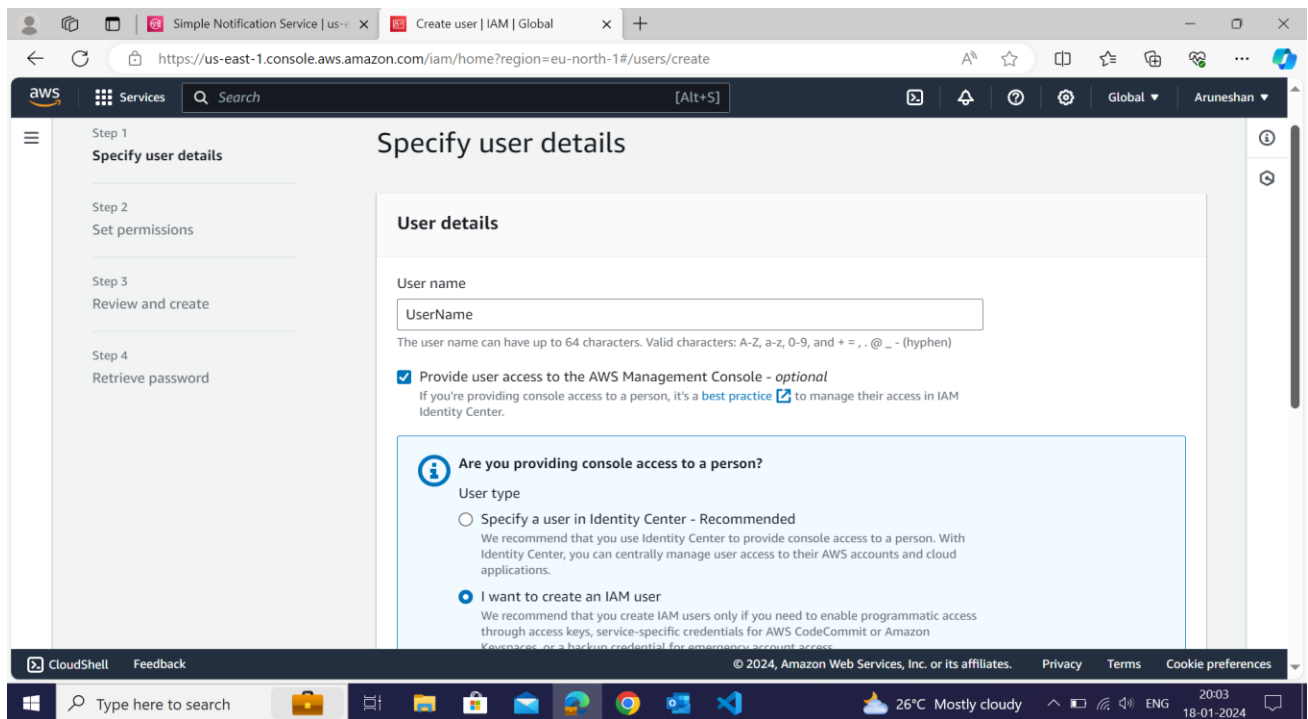 Simple Notification Service | us-e
Create user | IAM | Global
https://us-east-1.console.aws.amazon.com/iam/home?region=eu-north-1#/users/create
aws
Services
Search
[Alt+S]
Global
Aruneshan
Step 1
Specify user details
Step 2
Set permissions
Step 3
Review and create
Step 4
Retrieve password
Specify user details
User details
User name
UserName
The user name can have up to 64 characters. Valid characters: A-Z, a-z, 0-9, and + = , . @ _ - (hyphen)
Provide user access to the AWS Management Console - optional
If you're providing console access to a person, it's a best practice to manage their access in IAM
Identity Center.
Are you providing console access to a person?
User type
Specify a user in Identity Center - Recommended
We recommend that you use Identity Center to provide console access to a person. With
Identity Center, you can centrally manage user access to their AWS accounts and cloud
applications.
I want to create an IAM user
We recommend that you create IAM users only if you need to enable programmatic access
through access keys, service-specific credentials for AWS CodeCommit or Amazon
Keyspaces, or a backup credential for emergency account access.
CloudShell
Feedback
© 2024, Amazon Web Services, Inc. or its affiliates.
Privacy
Terms
Cookie preferences
Type here to search
26°C Mostly cloudy
ENG
20:03
18-01-2024